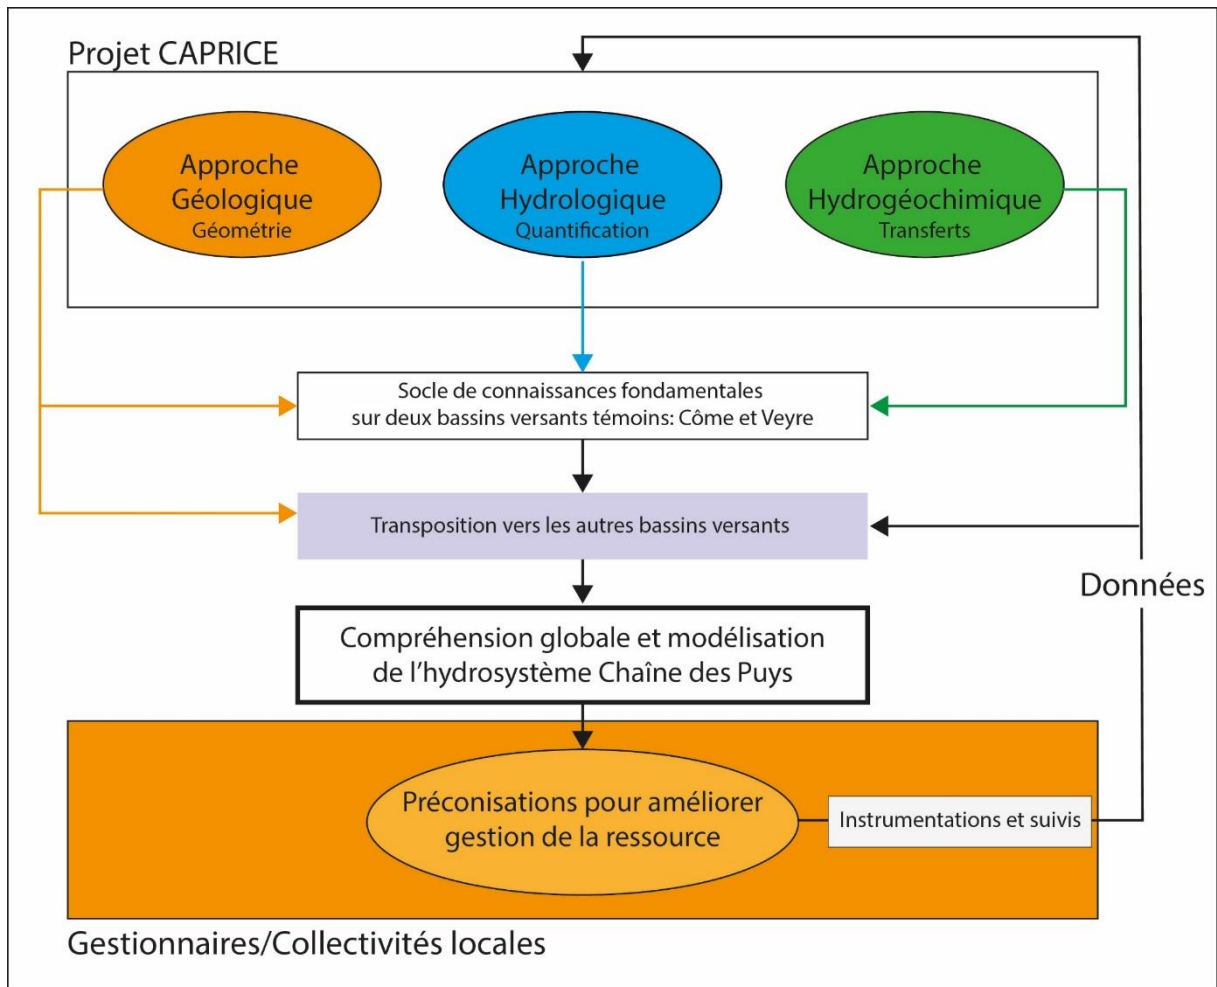 Projet CAPRICE
Approche
Géologique
Géométrie
Approche
Hydrologique
Quantification
Approche
Hydrogéochimique
Transferts
Socle de connaissances fondamentales
sur deux bassins versants témoins: Côme et Veyre
Transposition vers les autres bassins versants
Données
Compréhension globale et modélisation
de l'hydrosystème Chaîne des Puys
Préconisations pour améliorer
gestion de la ressource
Instrumentations et suivis
Gestionnaires/Collectivités locales